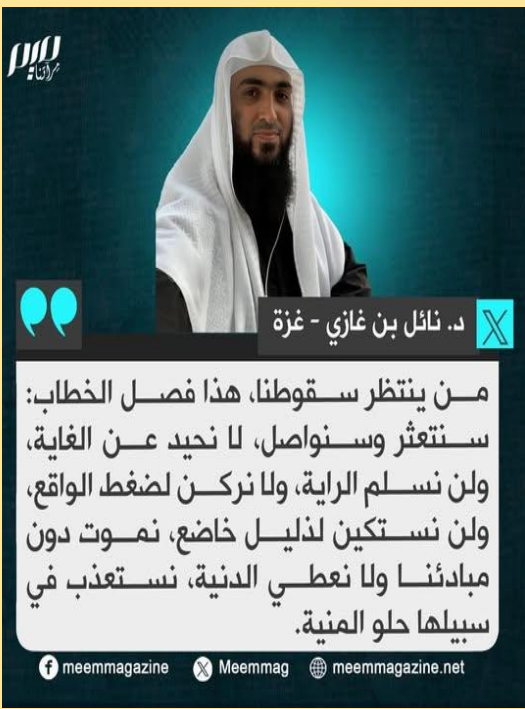 ميم
مرآتنا
د. نائل بن غازي - غزة
من ينتظر سقوطنا، هذا فصل الخطاب:
سنتعثر وسنواصل، لا نحيد عن الغاية،
ولن نسلم الراية، ولا نركن لضغط الواقع،
ولن نستكين لذليل خاضع، نموت دون
مبادئنا ولا نعطي الدنية، نستعذب في
سبيلها حلو المنية.
meemmagazine Meemmag meemmagazine.net